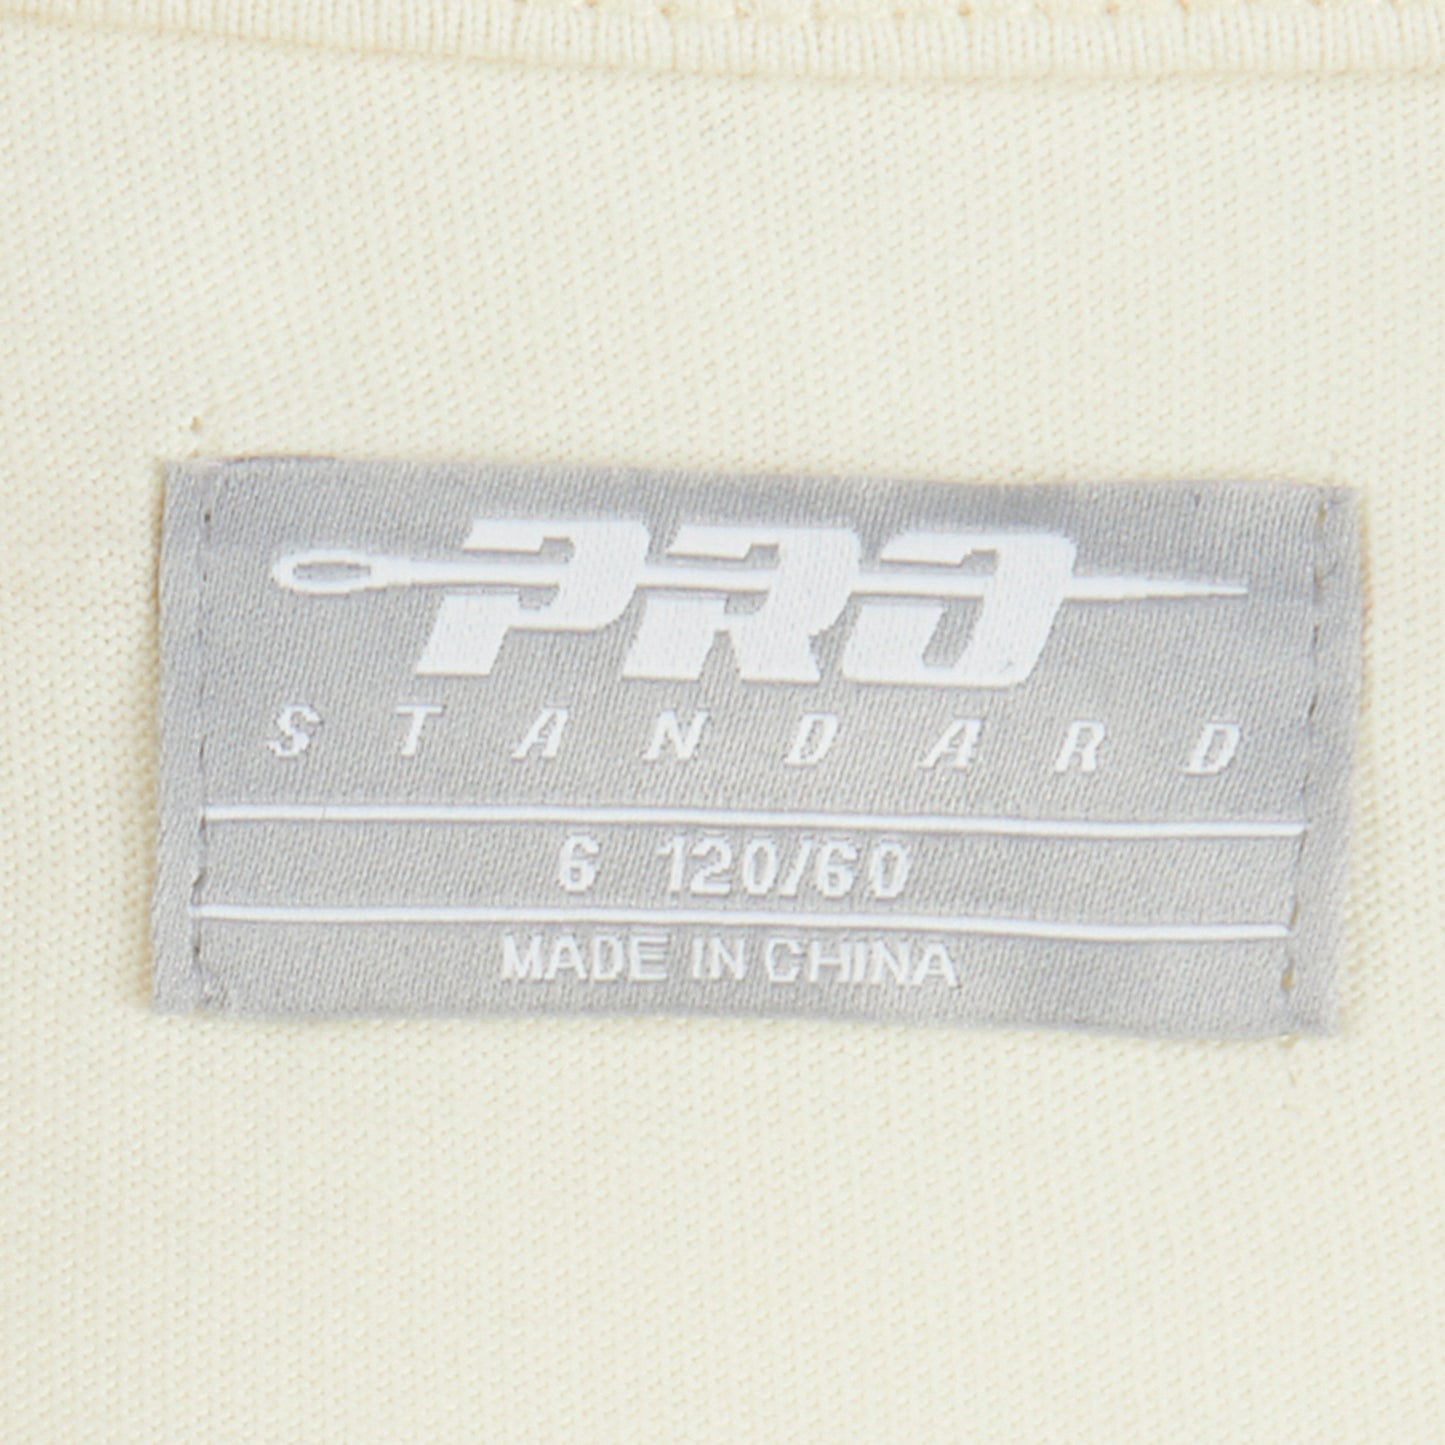 PRO
STANDARD
6 120/60
MADE IN CHINA